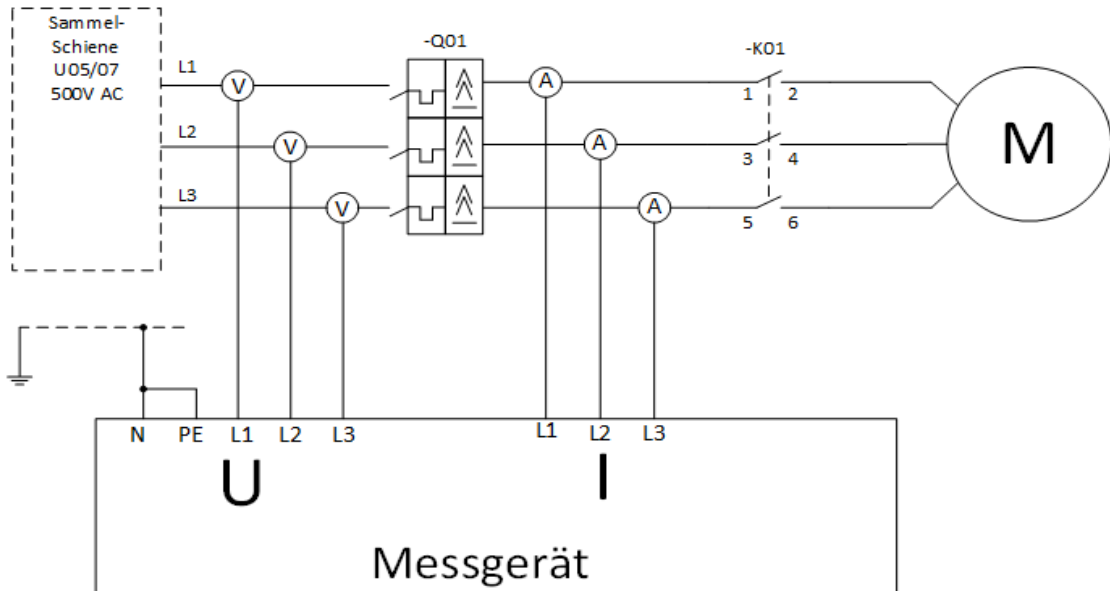 Sammel-
Schiene
U05/07
500V AC
-Q01
-K01
L1
V
A
1
2
L2
V
A
3
4
M
L3
V
A
5
6
N PE L1 L2 L3
L1 L2 L3
U
I
Messgerät